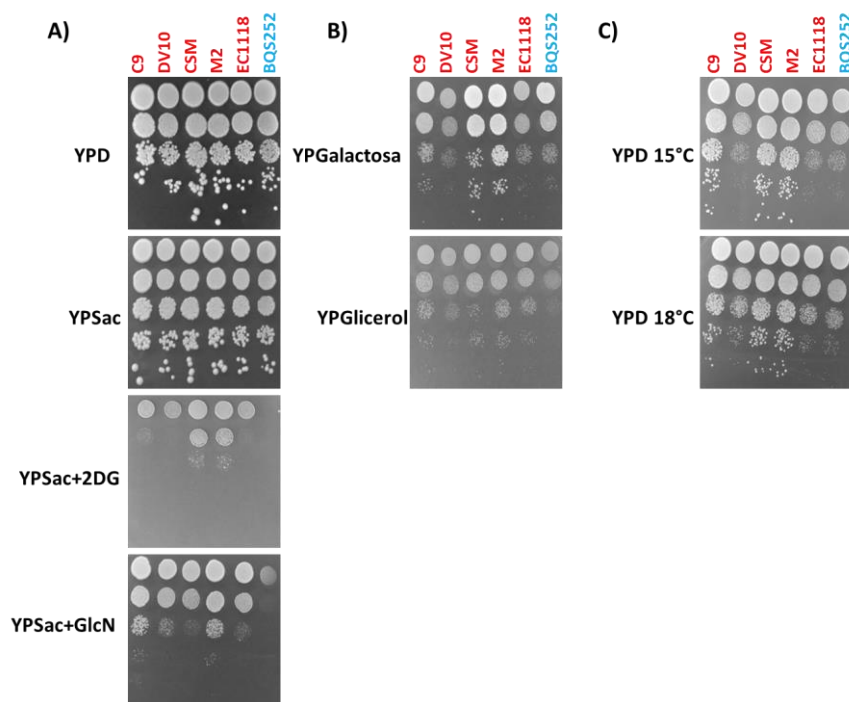 A)
C9
DV10
CSM
M2
EC1118
BQS252
YPD
YPSac
YPSac+2DG
YPSac+GlcN
B)
C9
DV10
CSM
M2
EC1118
BQS252
YPGalactosa
YPGlicerol
C)
C9
DV10
CSM
M2
EC1118
BQS252
YPD 15°C
YPD 18°C